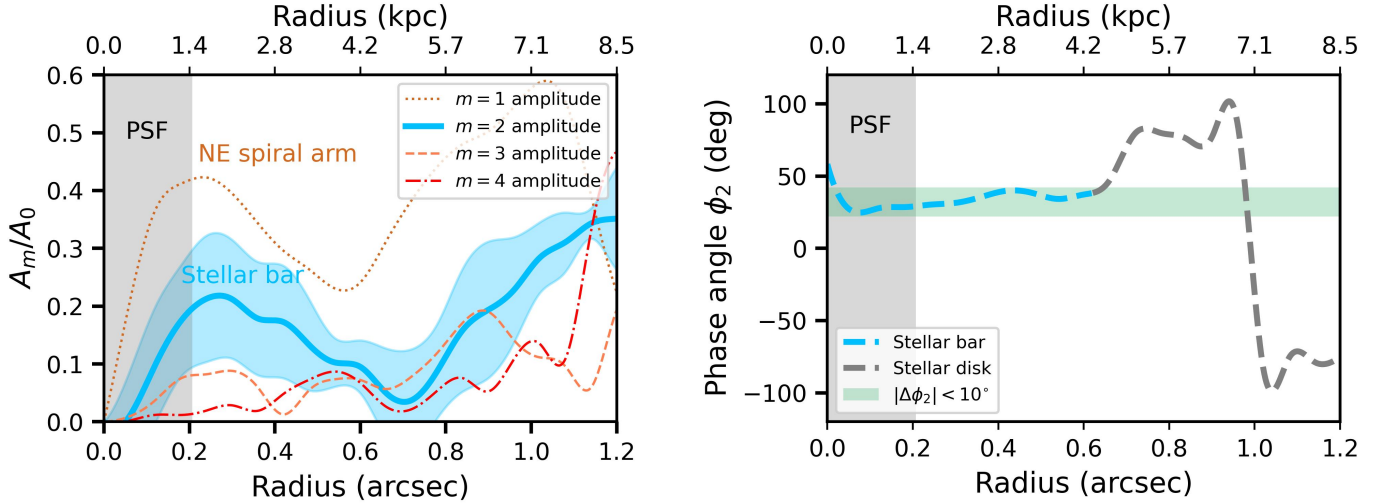 Radius (kpc)
0.0 1.4 2.8 4.2 5.7 7.1 8.5
0.6
0.5
0.4
0.3
0.2
0.1
0.0
A_m/A_0
PSF
NE spiral arm
Stellar bar
m = 1 amplitude
m = 2 amplitude
m = 3 amplitude
m = 4 amplitude
0.0 0.2 0.4 0.6 0.8 1.0 1.2
Radius (arcsec)
Radius (kpc)
0.0 1.4 2.8 4.2 5.7 7.1 8.5
100
50
0
−50
−100
Phase angle ϕ₂ (deg)
PSF
Stellar bar
Stellar disk
|Δϕ₂| < 10°
0.0 0.2 0.4 0.6 0.8 1.0 1.2
Radius (arcsec)